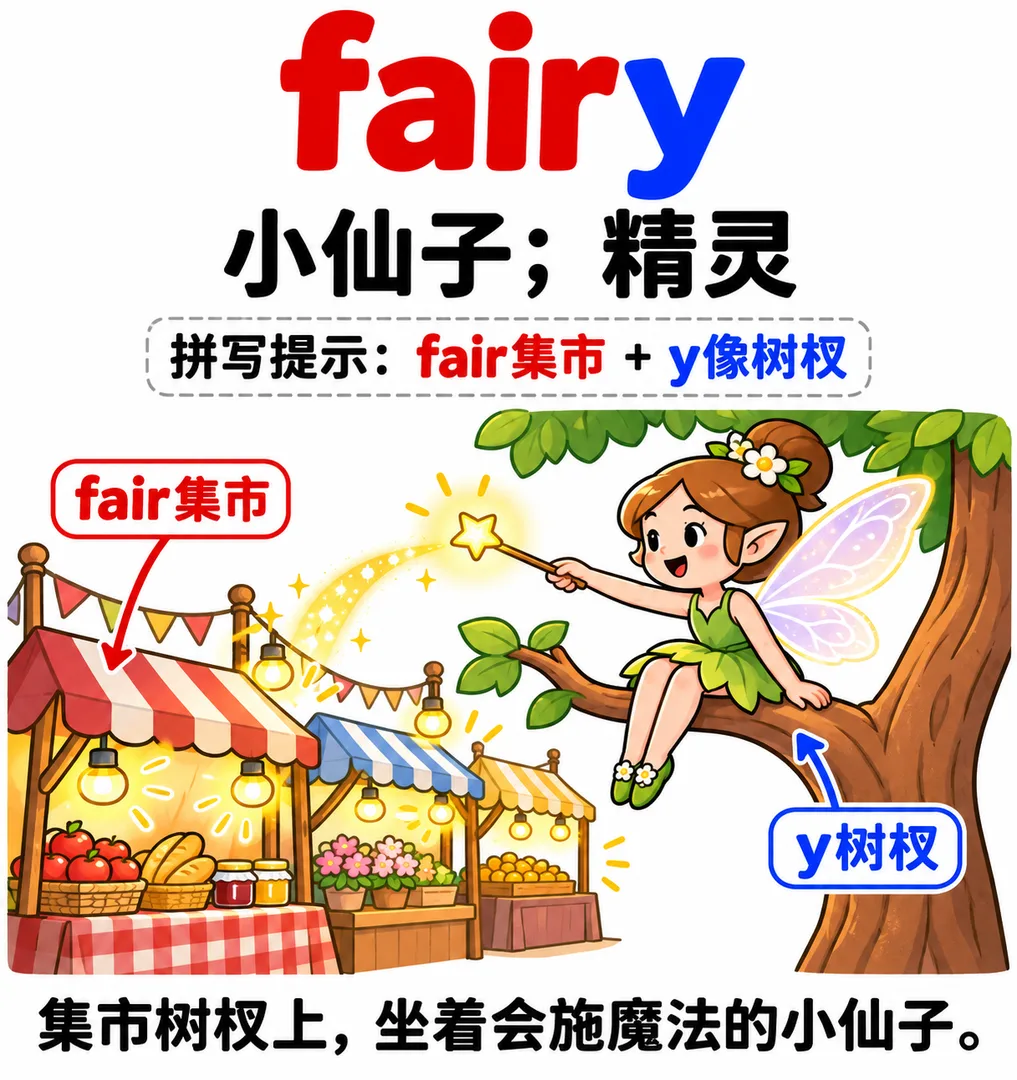 fairy
小仙子；精灵
拼写提示：fair集市 + y像树杈
fair集市
y树杈
集市树杈上，坐着会施魔法的小仙子。